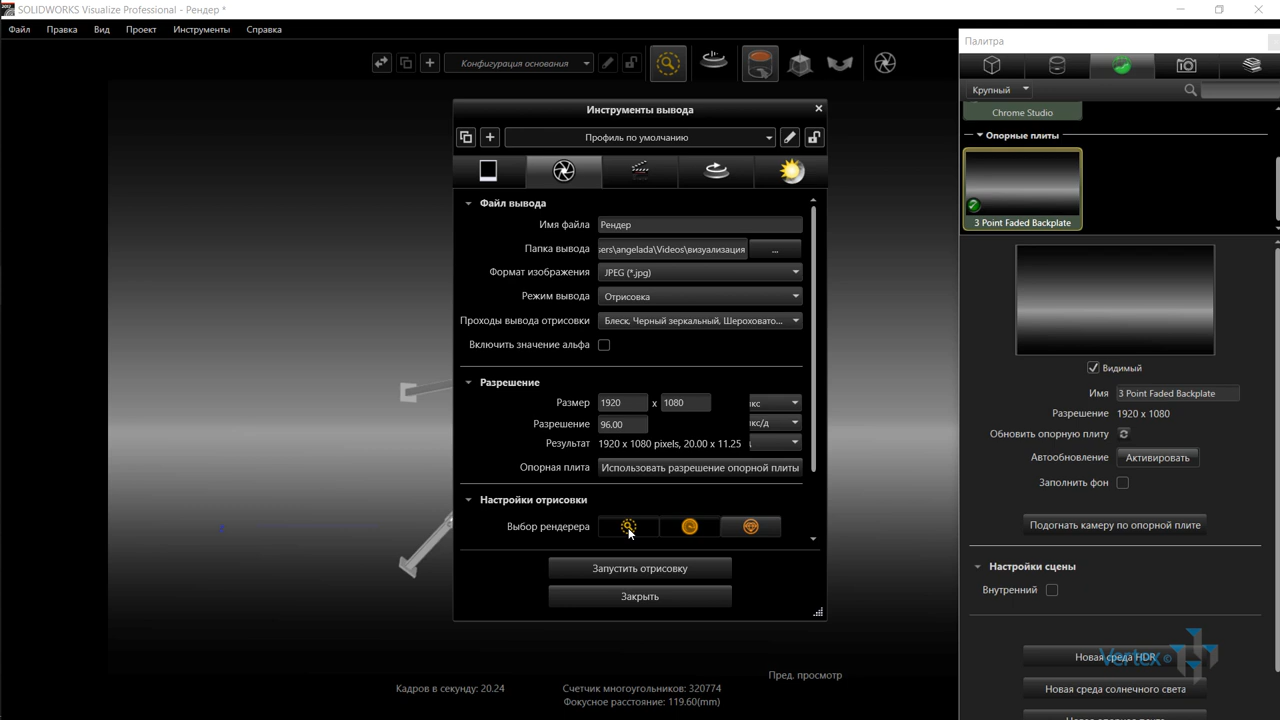 SOLIDWORKS Visualize Professional - Рендер *
Файл Правка Вид Проект Инструменты Справка
Палитра
Конфигурация основания
Крупный
Chrome Studio
Опорные плиты
3 Point Faded Backplate
Инструменты вывода
Профиль по умолчанию
Файл вывода
Имя файла Рендер
Папка вывода sers\angelada\Videos\визуализация ...
Формат изображения JPEG (*.jpg)
Режим вывода Отрисовка
Проходы вывода отрисовки Блеск, Черный зеркальный, Шероховато...
Включить значение альфа
Разрешение
Размер 1920 x 1080 кс
Разрешение 96.00 кс/д
Результат 1920 x 1080 pixels, 20.00 x 11.25
Опорная плита Использовать разрешение опорной плиты
Настройки отрисовки
Выбор рендерера
Запустить отрисовку
Закрыть
Видимый
Имя 3 Point Faded Backplate
Разрешение 1920 x 1080
Обновить опорную плиту
Автообновление Активировать
Заполнить фон
Подогнать камеру по опорной плите
Настройки сцены
Внутренний
Новая среда HDR
Vertex ©
Новая среда солнечного света
Пред. просмотр
Кадров в секунду: 20.24
Счетчик многоугольников: 320774
Фокусное расстояние: 119.60(mm)